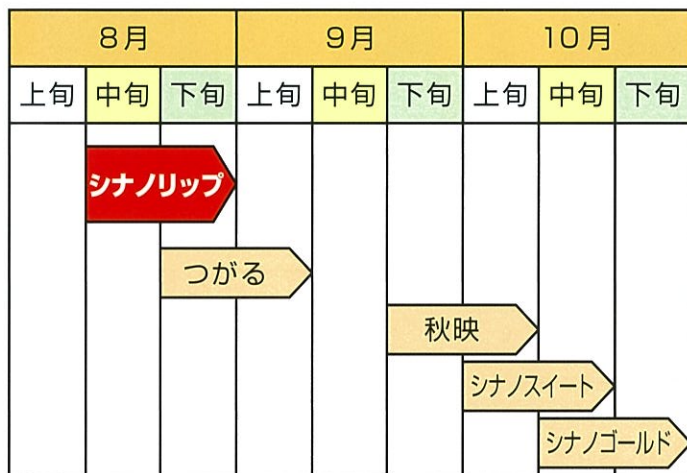 8月 9月 10月
上旬 中旬 下旬 上旬 中旬 下旬 上旬 中旬 下旬
シナノリップ
つがる
秋映
シナノスイート
シナノゴールド